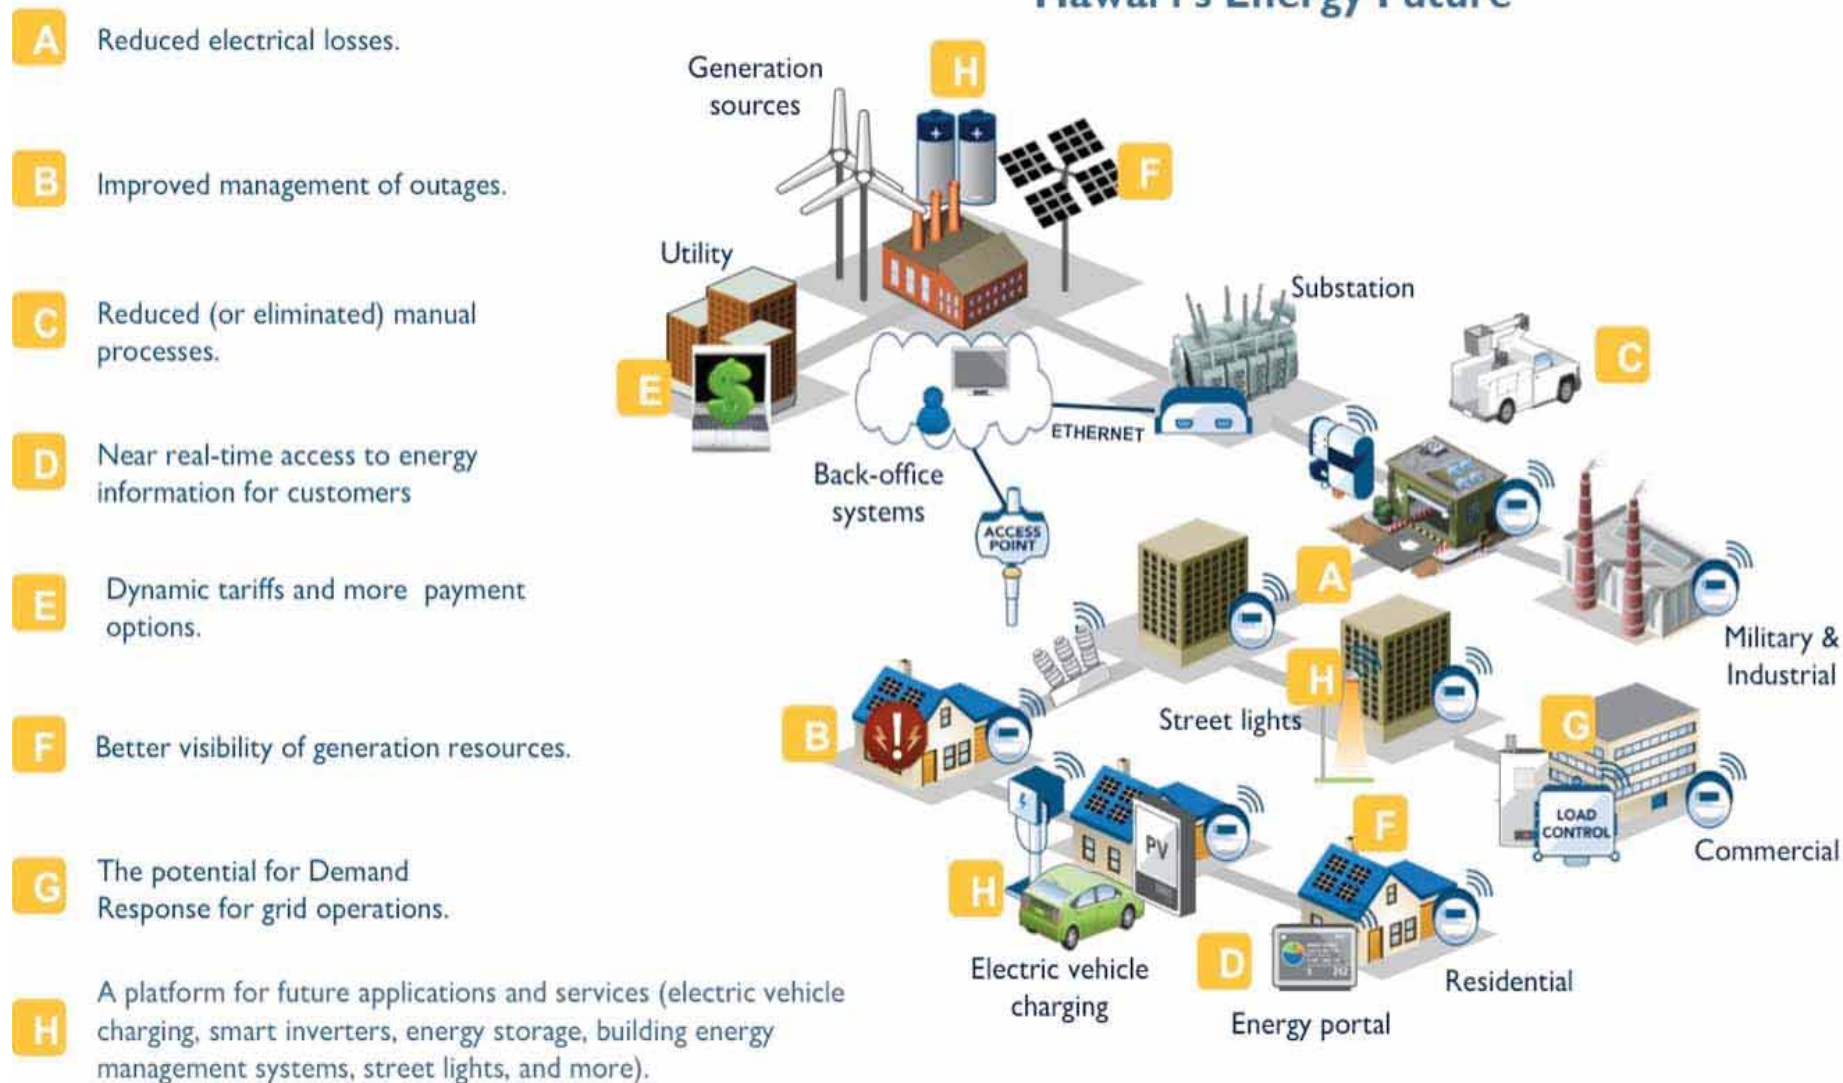 Hawai'i's Energy Future
A
Reduced electrical losses.
B
Improved management of outages.
C
Reduced (or eliminated) manual
processes.
D
Near real-time access to energy
information for customers
E
Dynamic tariffs and more payment
options.
F
Better visibility of generation resources.
G
The potential for Demand
Response for grid operations.
H
A platform for future applications and services (electric vehicle
charging, smart inverters, energy storage, building energy
management systems, street lights, and more).
Generation
sources
H
F
Utility
E
$
Substation
C
ETHERNET
Back-office
systems
ACCESS
POINT
A
Military &
Industrial
H
Street lights
B
G
LOAD
CONTROL
Commercial
PV
F
H
Electric vehicle
charging
D
Energy portal
Residential